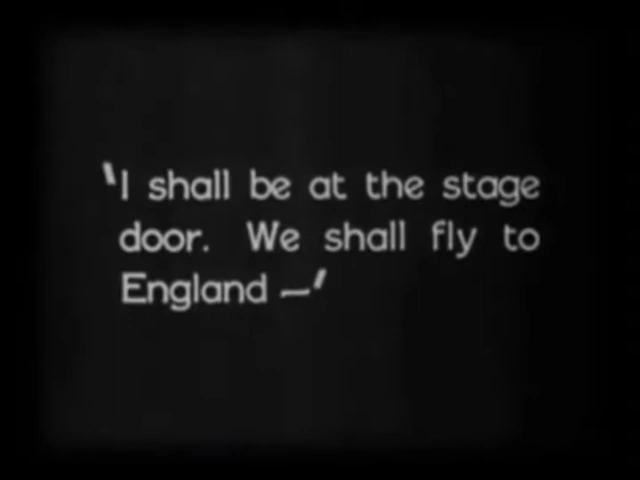 'I shall be at the stage
door. We shall fly to
England —'